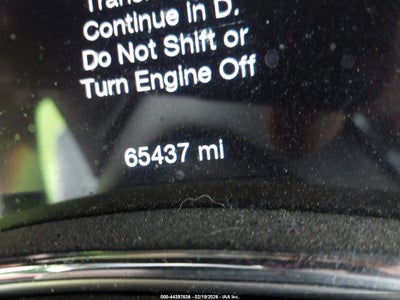 Continue in D.
Do Not Shift or
Turn Engine Off
65437 mi
000-44397636 - 02/19/2026 - IAA Inc.